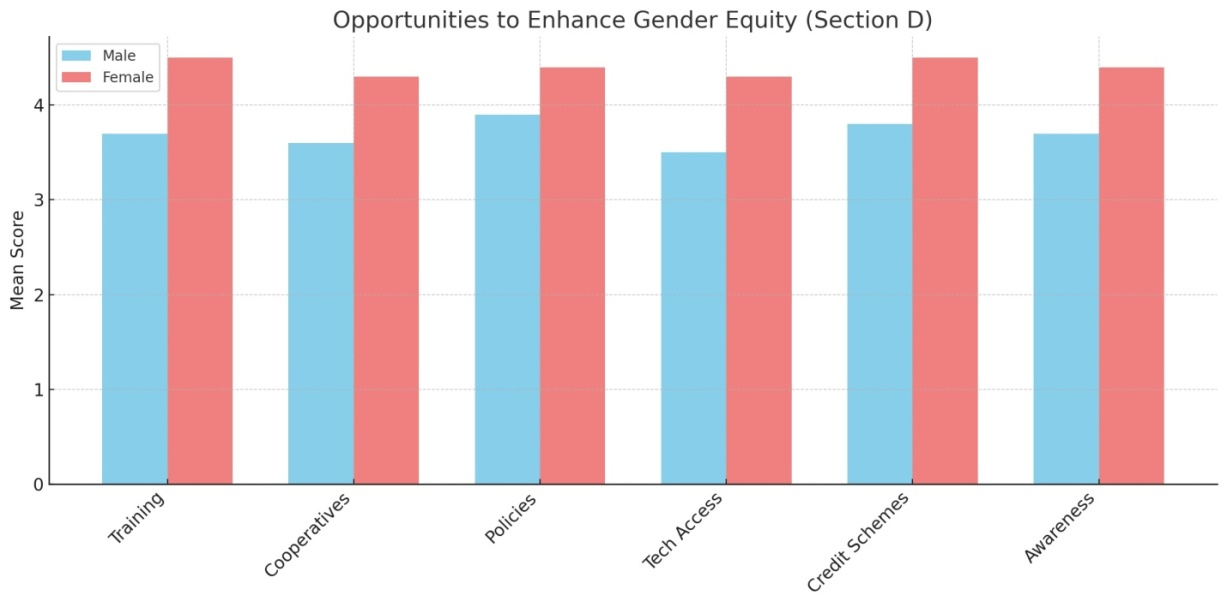 Opportunities to Enhance Gender Equity (Section D)
Male
Female
Mean Score
4
3
2
1
0
Training
Cooperatives
Policies
Tech Access
Credit Schemes
Awareness